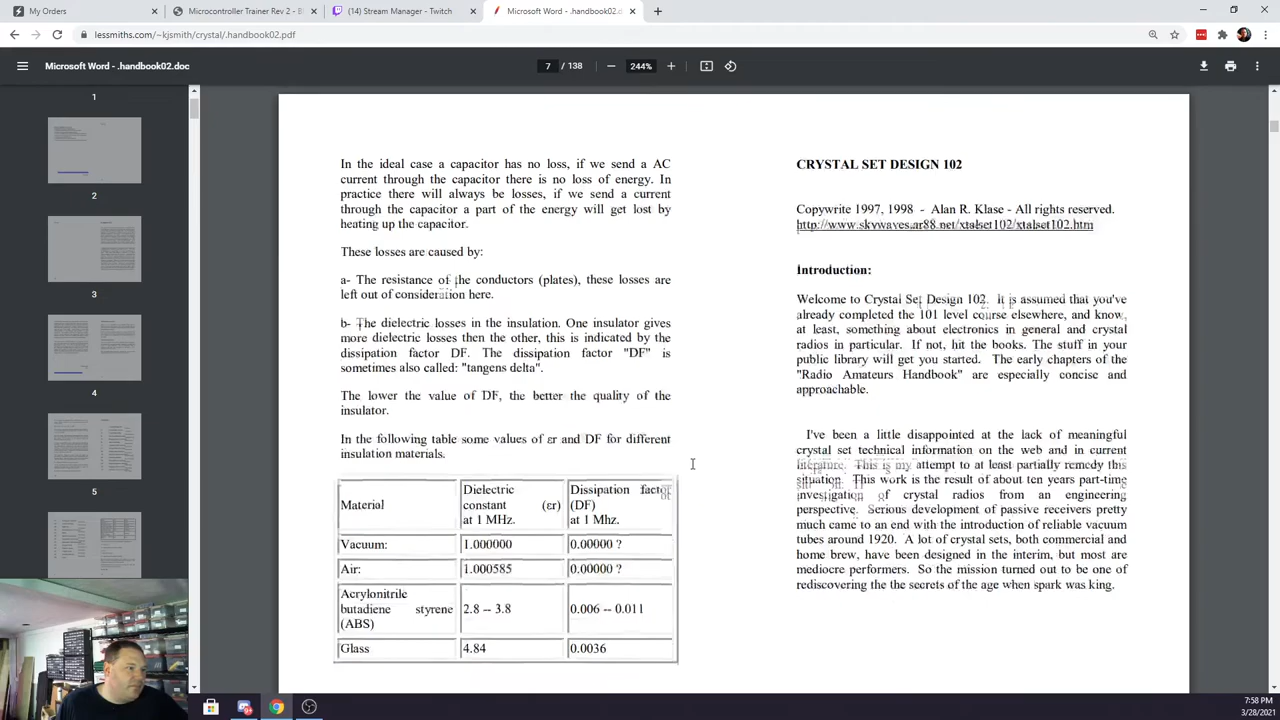 My Orders
Microcontroller Trainer Rev 2 - B
(14) Stream Manager - Twitch
Microsoft Word - .handbook02.d
lessmiths.com/~kjsmith/crystal/.handbook02.pdf
Microsoft Word - .handbook02.doc
7 / 138
244%
1
2
3
4
5
In the ideal case a capacitor has no loss, if we send a AC
current through the capacitor there is no loss of energy. In
practice there will always be losses, if we send a current
through the capacitor a part of the energy will get lost by
heating up the capacitor.
These losses are caused by:
a- The resistance of the conductors (plates), these losses are
left out of consideration here.
b- The dielectric losses in the insulation. One insulator gives
more dielectric losses then the other, this is indicated by the
dissipation factor DF. The dissipation factor "DF" is
sometimes also called: "tangens delta".
The lower the value of DF, the better the quality of the
insulator.
In the following table some values of εr and DF for different
insulation materials.
Material
Dielectric
constant (εr)
at 1 MHz.
Dissipation factor
(DF)
at 1 Mhz.
Vacuum: 1.000000 0.00000 ?
Air: 1.000585 0.00000 ?
Acrylonitrile
butadiene styrene
(ABS)
2.8 -- 3.8
0.006 -- 0.011
Glass 4.84 0.0036
CRYSTAL SET DESIGN 102
Copywrite 1997, 1998 - Alan R. Klase - All rights reserved.
http://www.skywaves.ar88.net/xtalset102/xtalset102.htm
Introduction:
Welcome to Crystal Set Design 102. It is assumed that you've
already completed the 101 level course elsewhere, and know,
at least, something about electronics in general and crystal
radios in particular. If not, hit the books. The stuff in your
public library will get you started. The early chapters of the
"Radio Amateurs Handbook" are especially concise and
approachable.
I've been a little disappointed at the lack of meaningful
crystal set technical information on the web and in current
literature. This is my attempt to at least partially remedy this
situation. This work is the result of about ten years part-time
investigation of crystal radios from an engineering
perspective. Serious development of passive receivers pretty
much came to an end with the introduction of reliable vacuum
tubes around 1920. A lot of crystal sets, both commercial and
home brew, have been designed in the interim, but most are
mediocre performers. So the mission turned out to be one of
rediscovering the the secrets of the age when spark was king.
7:58 PM
3/28/2021